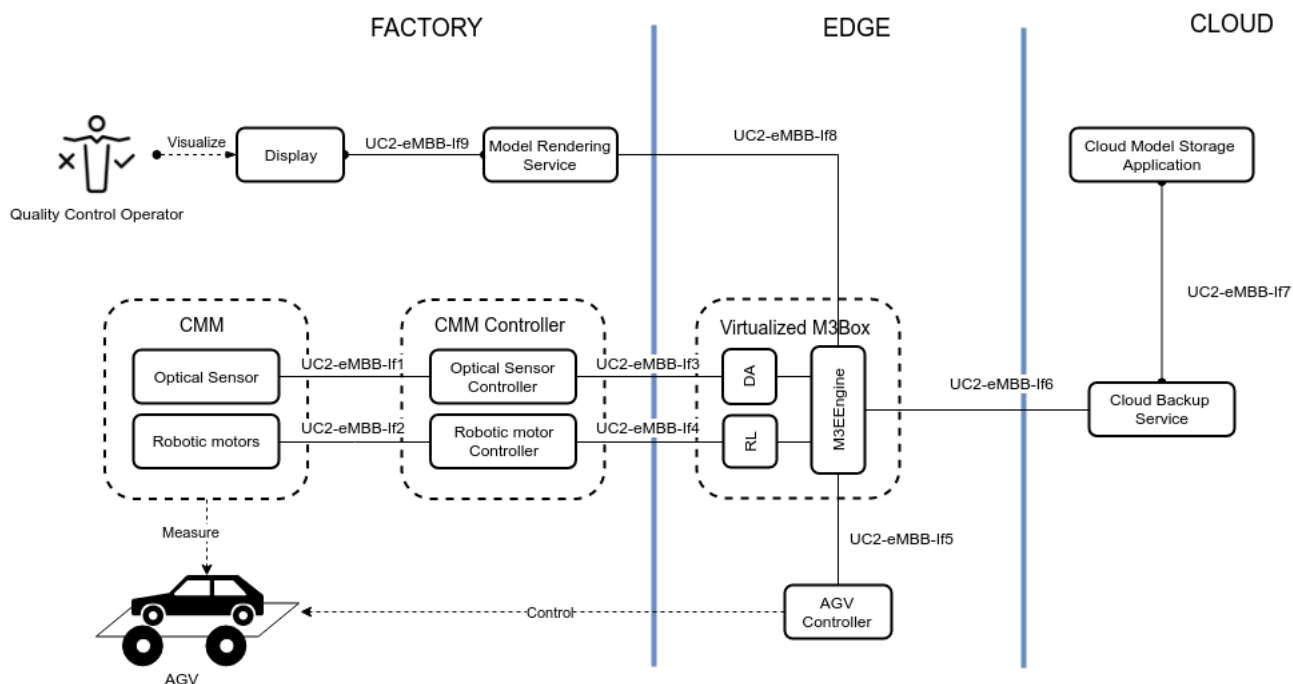 FACTORY
EDGE
CLOUD
Visualize
Display
UC2-eMBB-If9
Model Rendering
Service
UC2-eMBB-If8
Cloud Model Storage
Application
Quality Control Operator
UC2-eMBB-If7
CMM
CMM Controller
Virtualized M3Box
Optical Sensor
UC2-eMBB-If1
Optical Sensor
Controller
UC2-eMBB-If3
DA
M3EEngine
UC2-eMBB-If6
Cloud Backup
Service
Robotic motors
UC2-eMBB-If2
Robotic motor
Controller
UC2-eMBB-If4
RL
Measure
UC2-eMBB-If5
Control
AGV
Controller
AGV